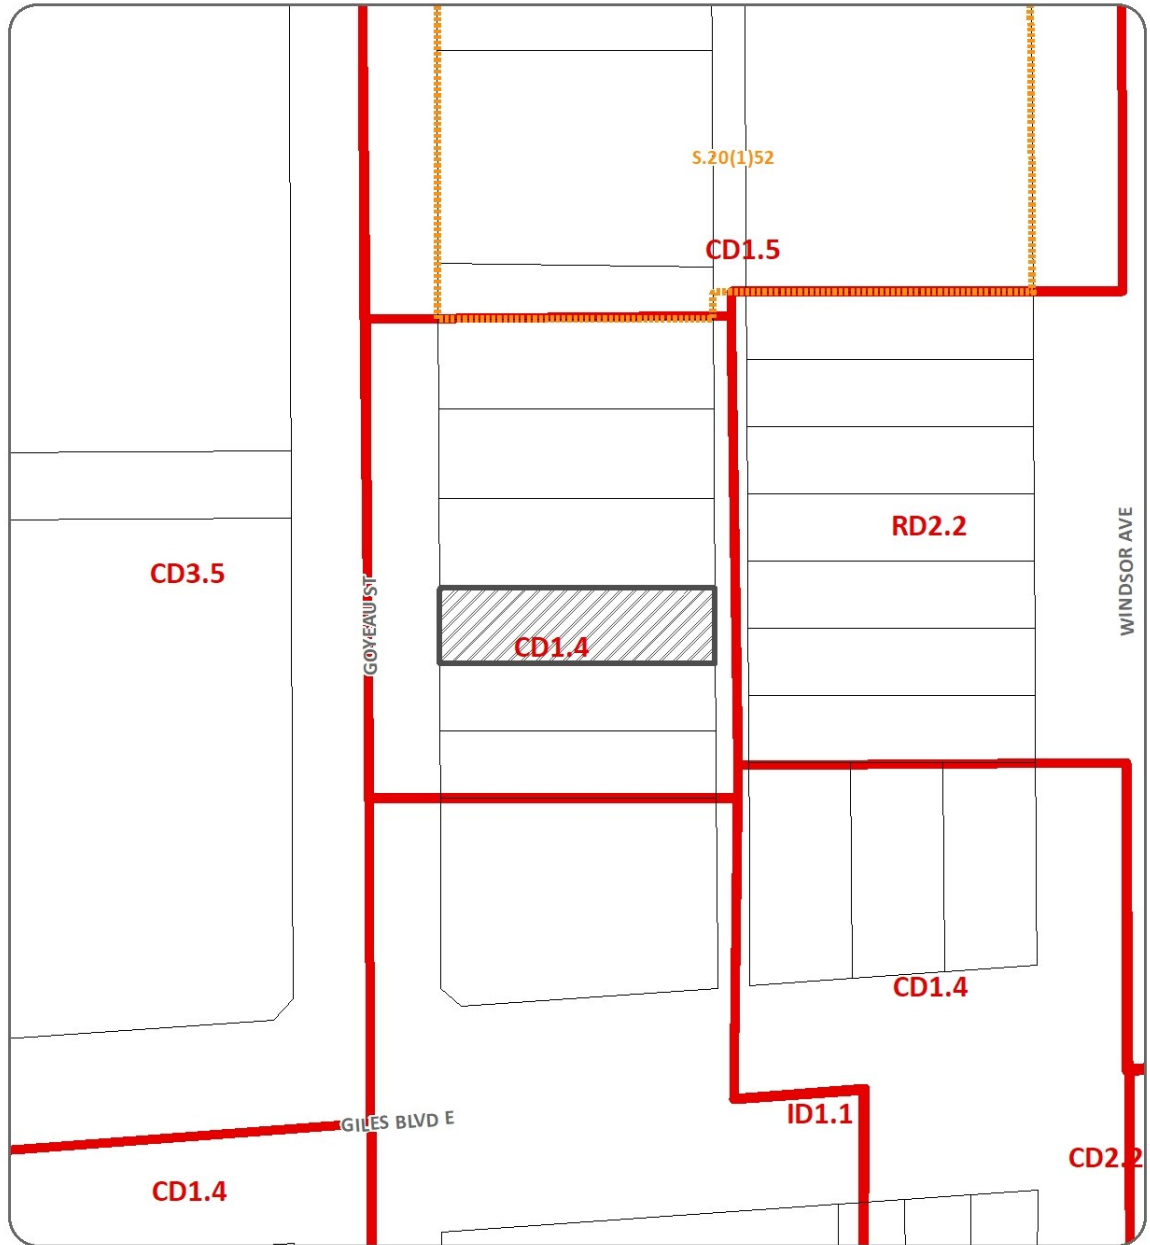 S.20(1)52
CD1.5
RD2.2
WINDSOR AVE
CD3.5
GOYEAU ST
CD1.4
CD1.4
ID1.1
GILES BLVD E
CD2.2
CD1.4